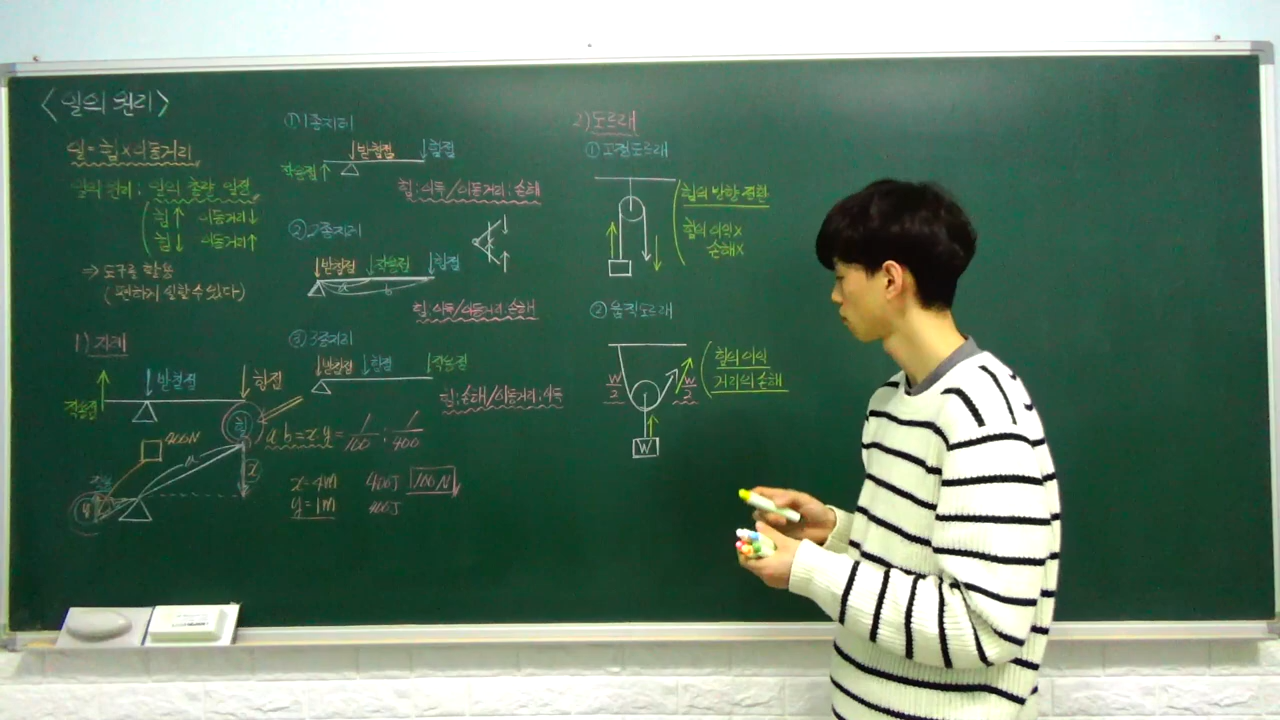 <일의 원리>
일 = 힘 × 이동거리
일의 원리 : 일의 총량 일정
힘↑ 이동거리↓
힘↓ 이동거리↑
⇒ 도구를 활용
(편하게 일할 수 있다)
1) 지레
작용점 ↓받침점 ↓힘점
힘
200N
a
x
작용
y
a:b = x:y = 1/100 : 1/400
x = 4m 400J 100N
y = 1m 400J
① 1종지레
작용점↑ ↓받침점 ↓힘점
힘:이득/이동거리:손해
② 2종지레
↓받침점 ↓작용점 ↓힘점
a b
힘:이득/이동거리:손해
③ 3종지레
↓받침점 ↓힘점 ↓작용점
힘:손해/이동거리:이득
2) 도르래
① 고정도르래
힘의 방향 전환
힘의 이익×
손해×
② 움직도르래
W/2 W/2
W
힘의 이익
거리의 손해